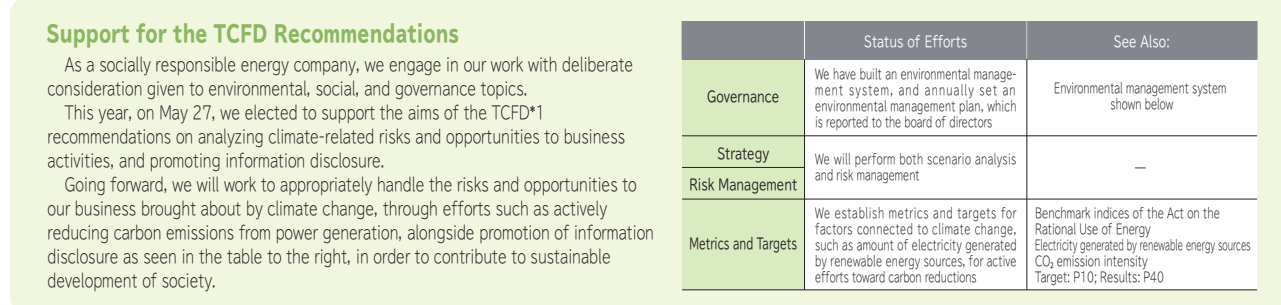 Support for the TCFD Recommendations
As a socially responsible energy company, we engage in our work with deliberate
consideration given to environmental, social, and governance topics.
This year, on May 27, we elected to support the aims of the TCFD*1
recommendations on analyzing climate-related risks and opportunities to business
activities, and promoting information disclosure.
Going forward, we will work to appropriately handle the risks and opportunities to
our business brought about by climate change, through efforts such as actively
reducing carbon emissions from power generation, alongside promotion of information
disclosure as seen in the table to the right, in order to contribute to sustainable
development of society.
Status of Efforts
See Also:
Governance
We have built an environmental manage-
ment system, and annually set an
environmental management plan, which
is reported to the board of directors
Environmental management system
shown below
Strategy
Risk Management
We will perform both scenario analysis
and risk management
—
Metrics and Targets
We establish metrics and targets for
factors connected to climate change,
such as amount of electricity generated
by renewable energy sources, for active
efforts toward carbon reductions
Benchmark indices of the Act on the
Rational Use of Energy
Electricity generated by renewable energy sources
CO₂ emission intensity
Target: P10; Results: P40